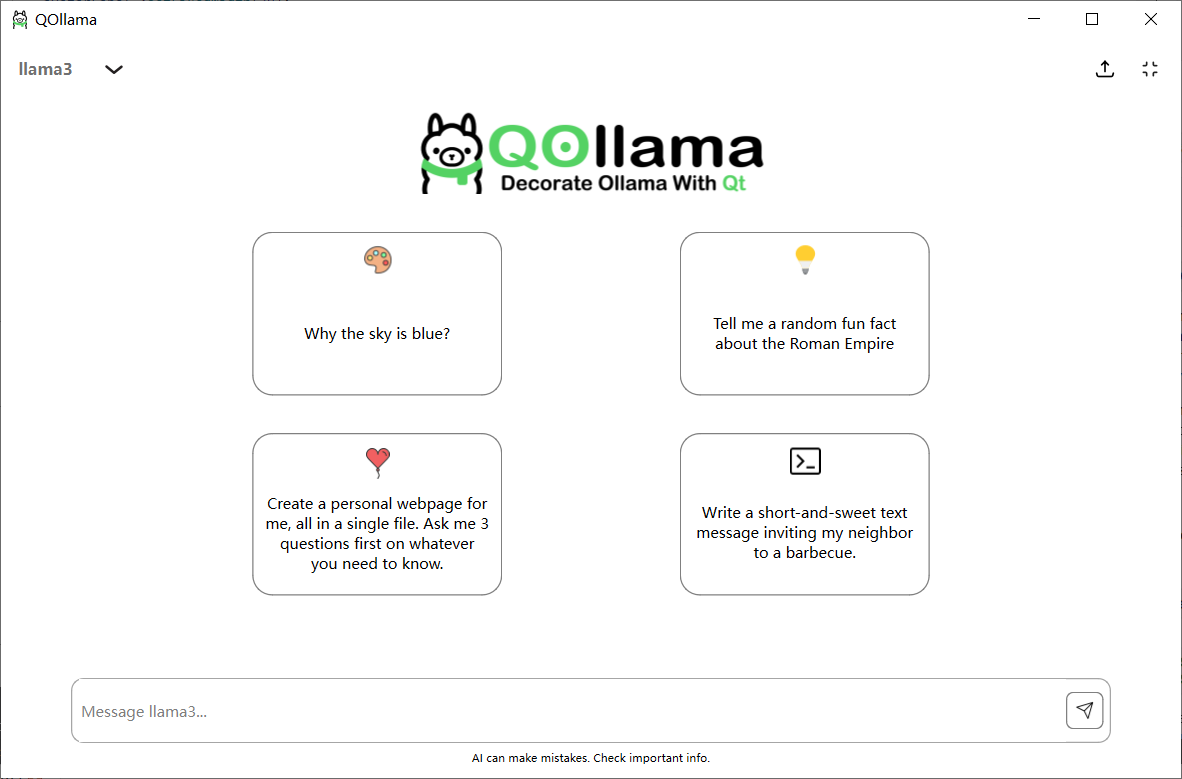 QOllama
llama3
QOllama
Decorate Ollama With Qt
Why the sky is blue?
Tell me a random fun fact
about the Roman Empire
Create a personal webpage for
me, all in a single file. Ask me 3
questions first on whatever
you need to know.
Write a short-and-sweet text
message inviting my neighbor
to a barbecue.
Message llama3...
AI can make mistakes. Check important info.